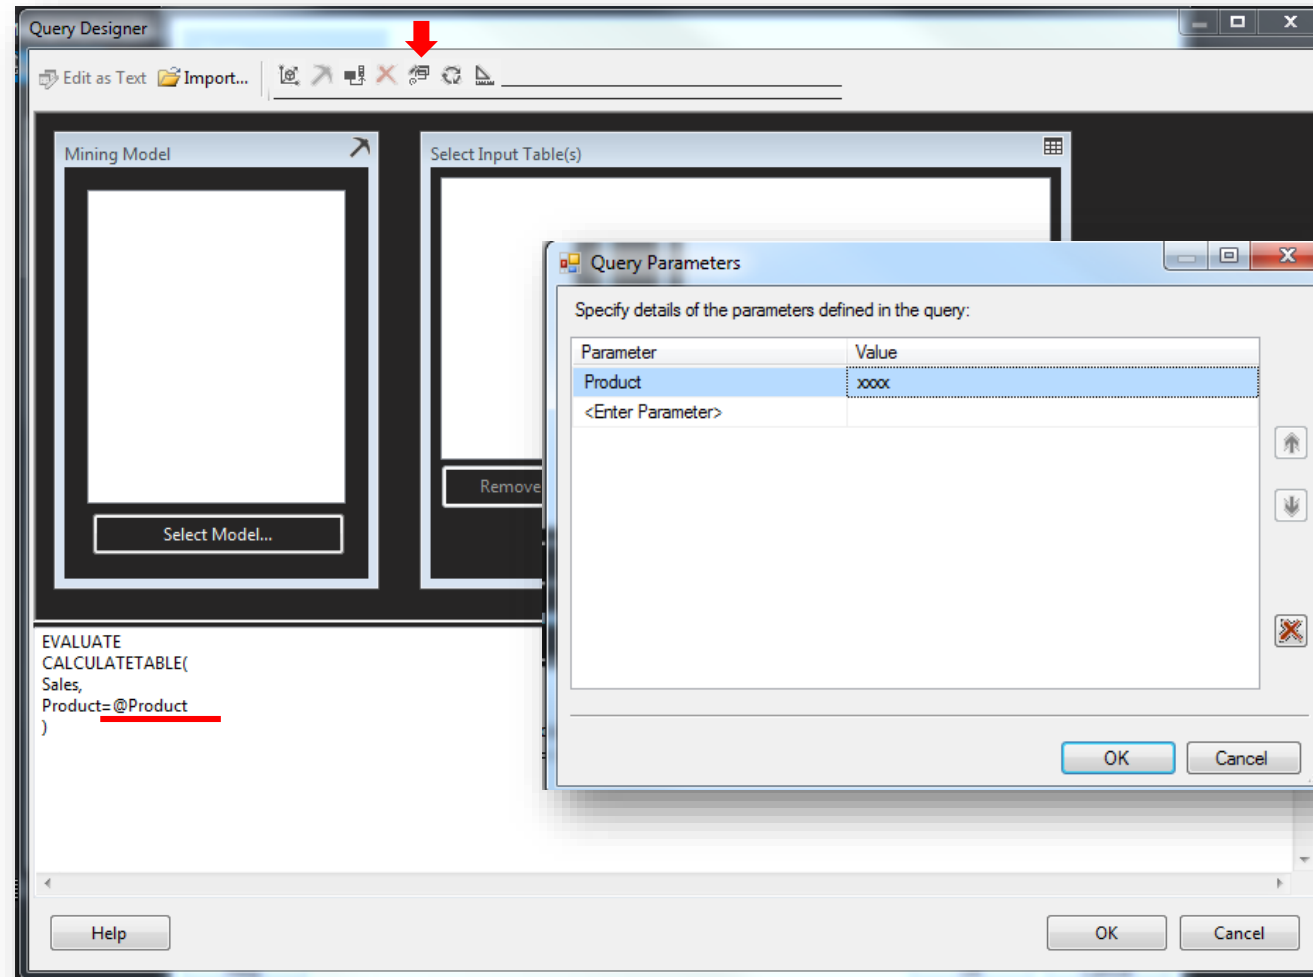 Query Designer
Edit as Text Import...
Mining Model
Select Input Table(s)
Select Model...
Remove
Query Parameters
Specify details of the parameters defined in the query:
Parameter Value
Product xxxx
<Enter Parameter>
OK Cancel
EVALUATE
CALCULATETABLE(
Sales,
Product=@Product
)
Help OK Cancel